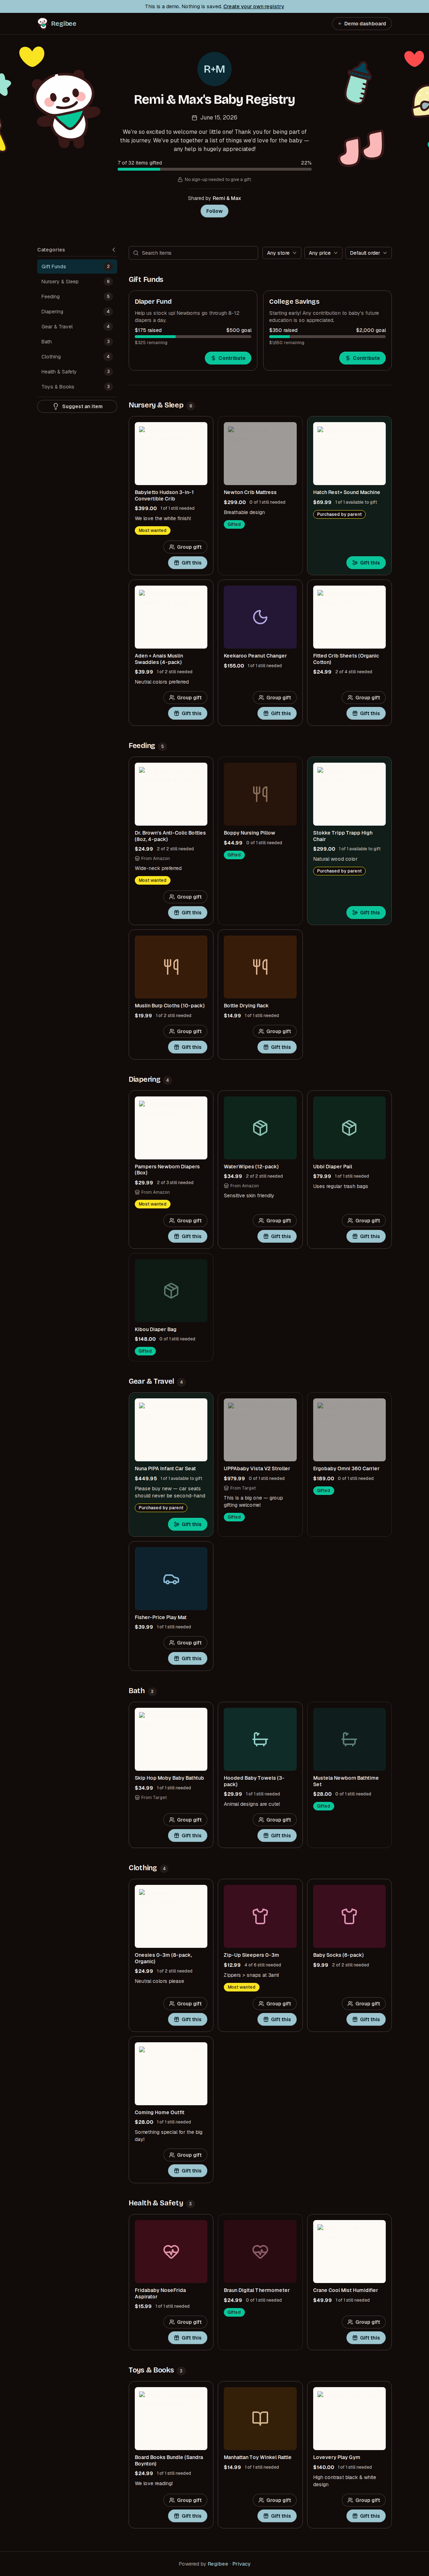 This is a demo. Nothing is saved. Create your own registry
Regibee
Demo dashboard
R+M
Remi & Max's Baby Registry
June 15, 2026
We're so excited to welcome our little one! Thank you for being part of
this journey. We've put together a list of things we'd love for the baby —
any help is hugely appreciated!
7 of 32 items gifted
22%
No sign-up needed to give a gift
Shared by Remi & Max
Follow
Categories
Gift Funds 2
Nursery & Sleep 6
Feeding 5
Diapering 4
Gear & Travel 4
Bath 3
Clothing 4
Health & Safety 3
Toys & Books 3
Suggest an item
Search items
Any store
Any price
Default order
Gift Funds
Diaper Fund
Help us stock up! Newborns go through 8-12
diapers a day.
$175 raised
$500 goal
$325 remaining
Contribute
College Savings
Starting early! Any contribution to baby's future
education is so appreciated.
$350 raised
$2,000 goal
$1,650 remaining
Contribute
Nursery & Sleep 6
Babyletto Hudson 3-in-1
Convertible Crib
$399.00 1 of 1 still needed
We love the white finish!
Most wanted
Group gift
Gift this
Newton Crib Mattress
$299.00 0 of 1 still needed
Breathable design
Gifted
Hatch Rest+ Sound Machine
$69.99 1 of 1 available to gift
Purchased by parent
Gift this
Aden + Anais Muslin
Swaddles (4-pack)
$39.99 1 of 2 still needed
Neutral colors preferred
Group gift
Gift this
Keekaroo Peanut Changer
$155.00 1 of 1 still needed
Group gift
Gift this
Fitted Crib Sheets (Organic
Cotton)
$24.99 2 of 4 still needed
Group gift
Gift this
Feeding 5
Dr. Brown's Anti-Colic Bottles
(8oz, 4-pack)
$24.99 2 of 2 still needed
From Amazon
Wide-neck preferred
Most wanted
Group gift
Gift this
Boppy Nursing Pillow
$44.99 0 of 1 still needed
Gifted
Stokke Tripp Trapp High
Chair
$299.00 1 of 1 available to gift
Natural wood color
Purchased by parent
Gift this
Muslin Burp Cloths (10-pack)
$19.99 1 of 2 still needed
Group gift
Gift this
Bottle Drying Rack
$14.99 1 of 1 still needed
Group gift
Gift this
Diapering 4
Pampers Newborn Diapers
(Box)
$29.99 2 of 3 still needed
From Amazon
Most wanted
Group gift
Gift this
WaterWipes (12-pack)
$34.99 2 of 2 still needed
From Amazon
Sensitive skin friendly
Group gift
Gift this
Ubbi Diaper Pail
$79.99 1 of 1 still needed
Uses regular trash bags
Group gift
Gift this
Kibou Diaper Bag
$148.00 0 of 1 still needed
Gifted
Gear & Travel 4
Nuna PIPA Infant Car Seat
$449.95 1 of 1 available to gift
Please buy new — car seats
should never be second-hand
Purchased by parent
Gift this
UPPAbaby Vista V2 Stroller
$979.99 0 of 1 still needed
From Target
This is a big one — group
gifting welcome!
Gifted
Ergobaby Omni 360 Carrier
$189.00 0 of 1 still needed
Gifted
Fisher-Price Play Mat
$39.99 1 of 1 still needed
Group gift
Gift this
Bath 3
Skip Hop Moby Baby Bathtub
$34.99 1 of 1 still needed
From Target
Group gift
Gift this
Hooded Baby Towels (3-
pack)
$29.99 1 of 1 still needed
Animal designs are cute!
Group gift
Gift this
Mustela Newborn Bathtime
Set
$28.00 0 of 1 still needed
Gifted
Clothing 4
Onesies 0-3m (8-pack,
Organic)
$24.99 1 of 2 still needed
Neutral colors please
Group gift
Gift this
Zip-Up Sleepers 0-3m
$12.99 4 of 6 still needed
Zippers > snaps at 3am!
Most wanted
Group gift
Gift this
Baby Socks (6-pack)
$9.99 2 of 2 still needed
Group gift
Gift this
Coming Home Outfit
$28.00 1 of 1 still needed
Something special for the big
day!
Group gift
Gift this
Health & Safety 3
Fridababy NoseFrida
Aspirator
$15.99 1 of 1 still needed
Group gift
Gift this
Braun Digital Thermometer
$24.99 0 of 1 still needed
Gifted
Crane Cool Mist Humidifier
$49.99 1 of 1 still needed
Group gift
Gift this
Toys & Books 3
Board Books Bundle (Sandra
Boynton)
$24.99 1 of 1 still needed
We love reading!
Group gift
Gift this
Manhattan Toy Winkel Rattle
$14.99 1 of 1 still needed
Group gift
Gift this
Lovevery Play Gym
$140.00 1 of 1 still needed
High contrast black & white
design
Group gift
Gift this
Powered by Regibee · Privacy